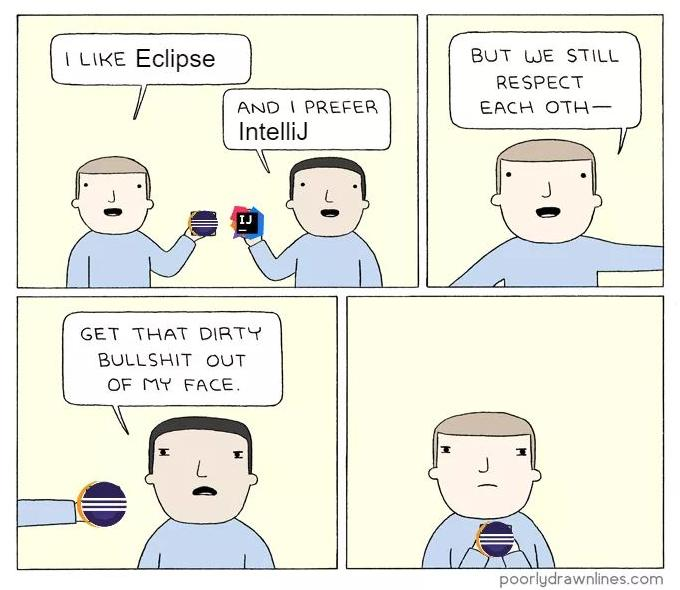 I LIKE Eclipse
AND I PREFER
IntelliJ
IJ
BUT WE STILL
RESPECT
EACH OTH—
GET THAT DIRTY
BULLSHIT OUT
OF MY FACE.
poorlydrawnlines.com